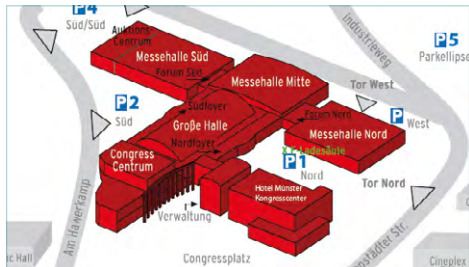 P4
Süd/Süd
Auktions-
Centrum
Messehalle Süd
Forum Süd
Messehalle Mitte
Industrieweg
P5
Parkellipse
Tor West
P2
Süd
Südfoyer
Große Halle
Nordfoyer
Forum Nord
Messehalle Nord
P
West
Congress
Centrum
Ladesäule
P1
Nord
Tor Nord
Hotel Münster
Kongresscenter
Verwaltung
Am Hawerkamp
Congressplatz
Hall
Cineplex